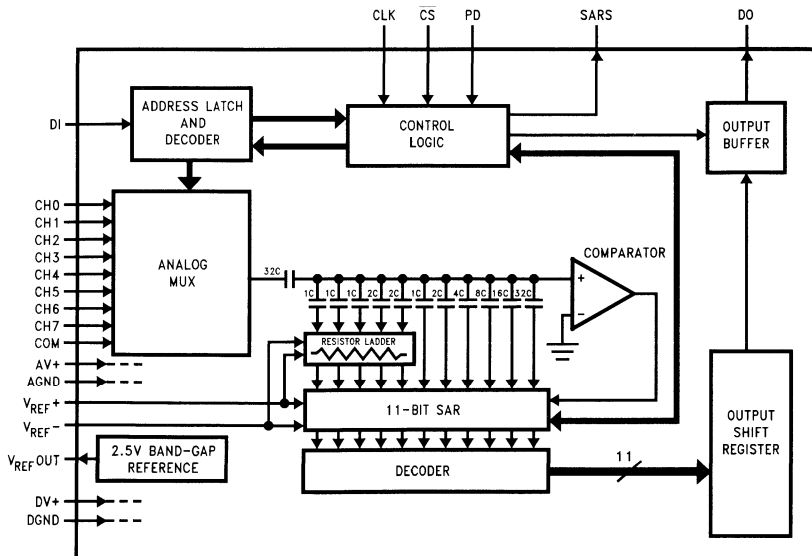 CLK CS PD SARS DO
DI
ADDRESS LATCH
AND
DECODER
CONTROL
LOGIC
OUTPUT
BUFFER
CH0
CH1
CH2
CH3
CH4
CH5
CH6
CH7
COM
AV+
AGND
VREF+
VREF−
VREF OUT
DV+
DGND
ANALOG
MUX
32C
COMPARATOR
+
−
1C 1C 1C 2C 2C 1C 2C 4C 8C 16C 32C
RESISTOR LADDER
11-BIT SAR
2.5V BAND-GAP
REFERENCE
DECODER
11
OUTPUT
SHIFT
REGISTER